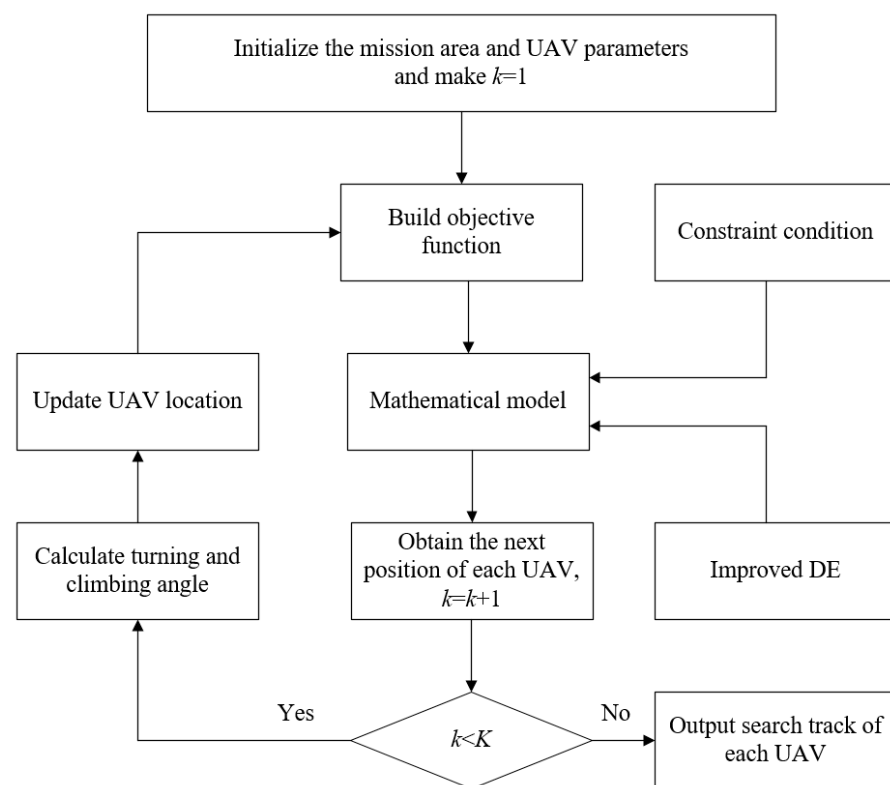 Initialize the mission area and UAV parameters
and make k=1
Build objective
function
Constraint condition
Update UAV location
Mathematical model
Calculate turning and
climbing angle
Obtain the next
position of each UAV,
k=k+1
Improved DE
Yes
k<K
No
Output search track of
each UAV